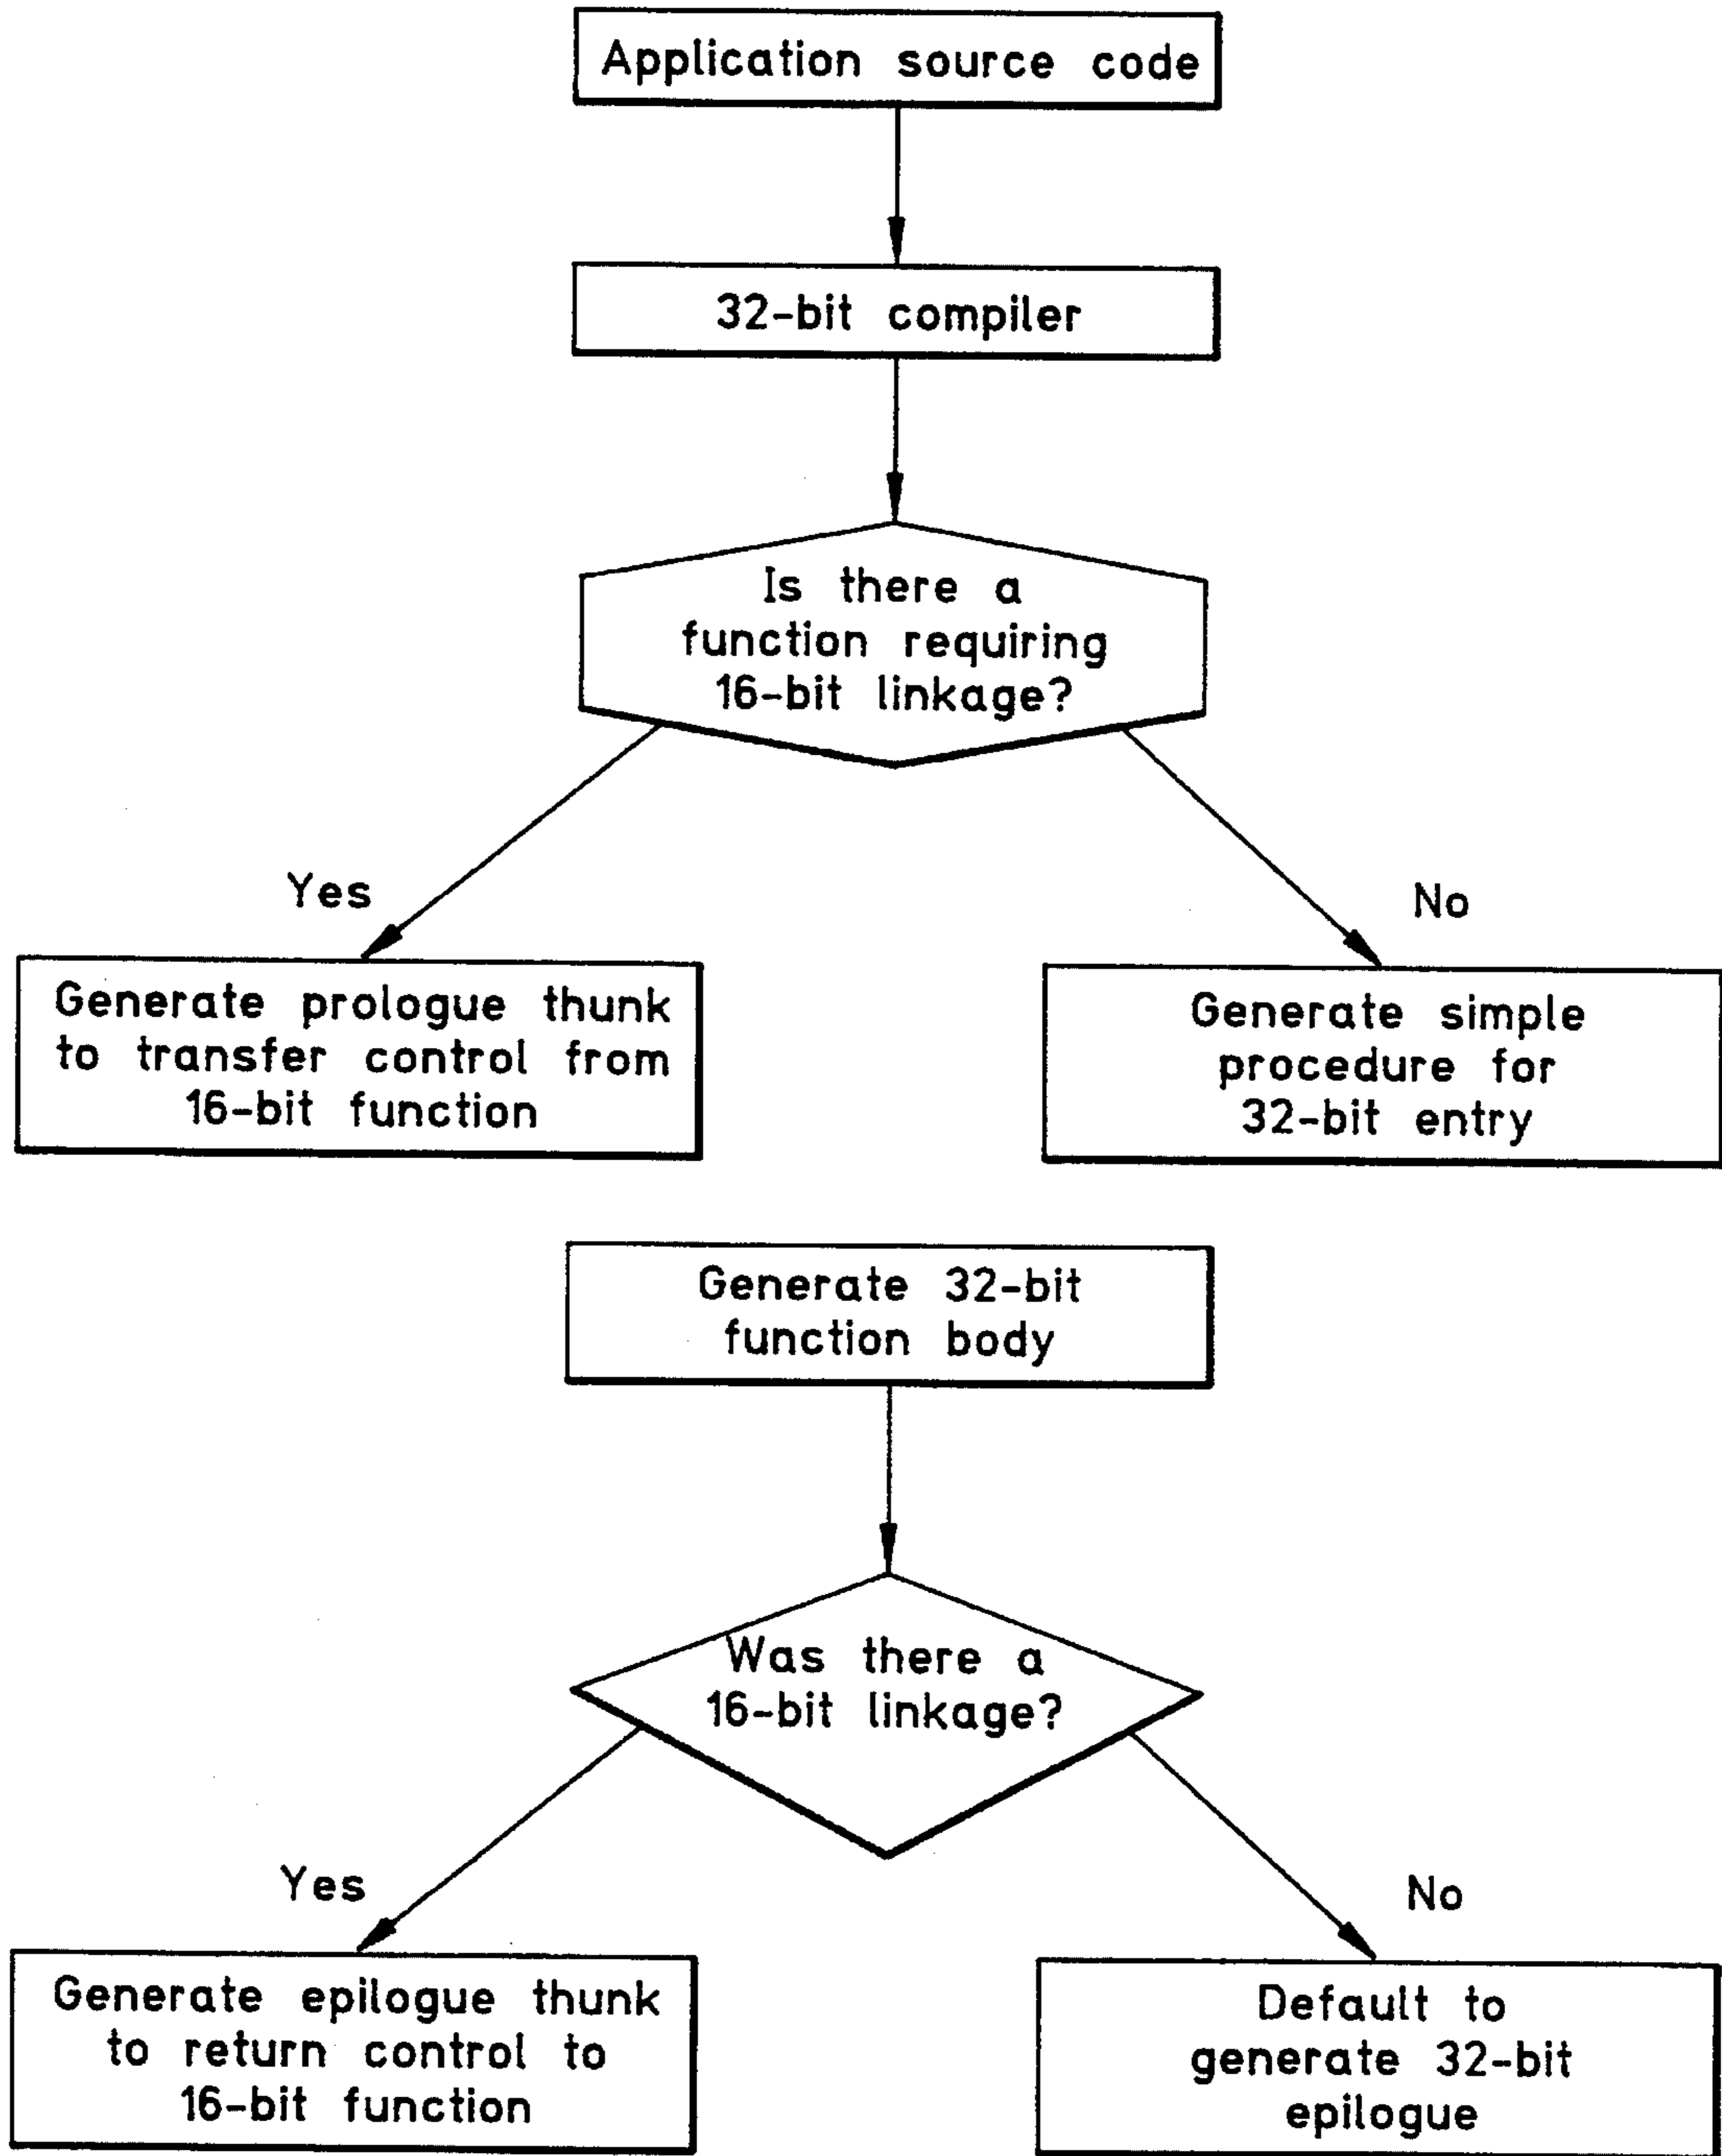 Application source code
32-bit compiler
Is there a
function requiring
16-bit linkage?
Yes
No
Generate prologue thunk
to transfer control from
16-bit function
Generate simple
procedure for
32-bit entry
Generate 32-bit
function body
Was there a
16-bit linkage?
Yes
No
Generate epilogue thunk
to return control to
16-bit function
Default to
generate 32-bit
epilogue